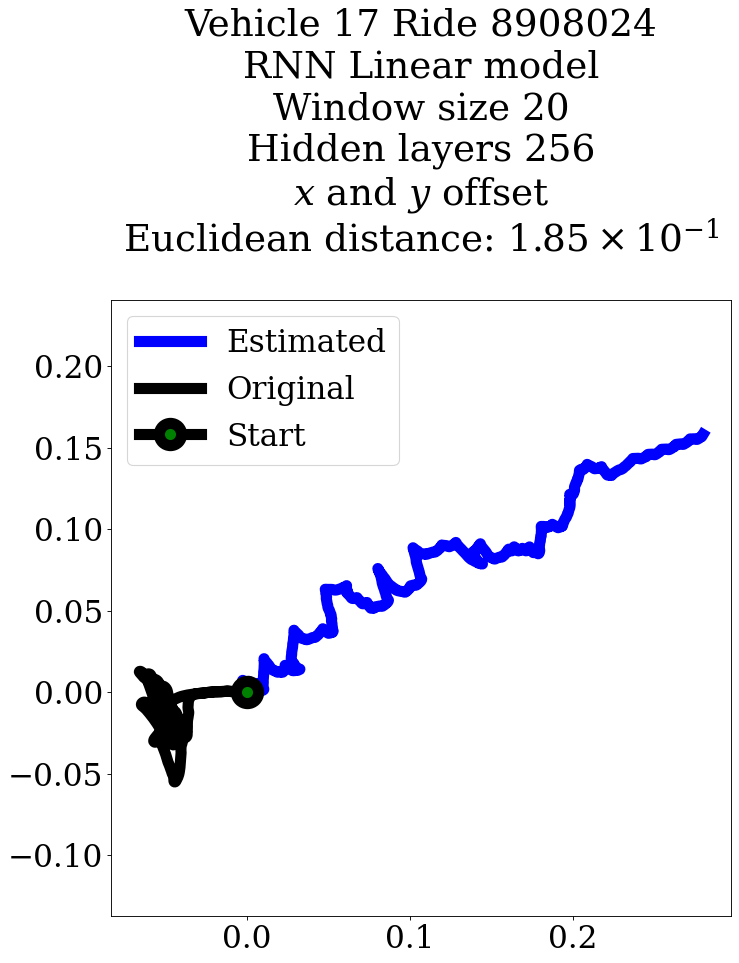 Vehicle 17 Ride 8908024
RNN Linear model
Window size 20
Hidden layers 256
x and y offset
Euclidean distance: 1.85 × 10⁻¹
Estimated
Original
Start
0.20
0.15
0.10
0.05
0.00
−0.05
−0.10
0.0 0.1 0.2